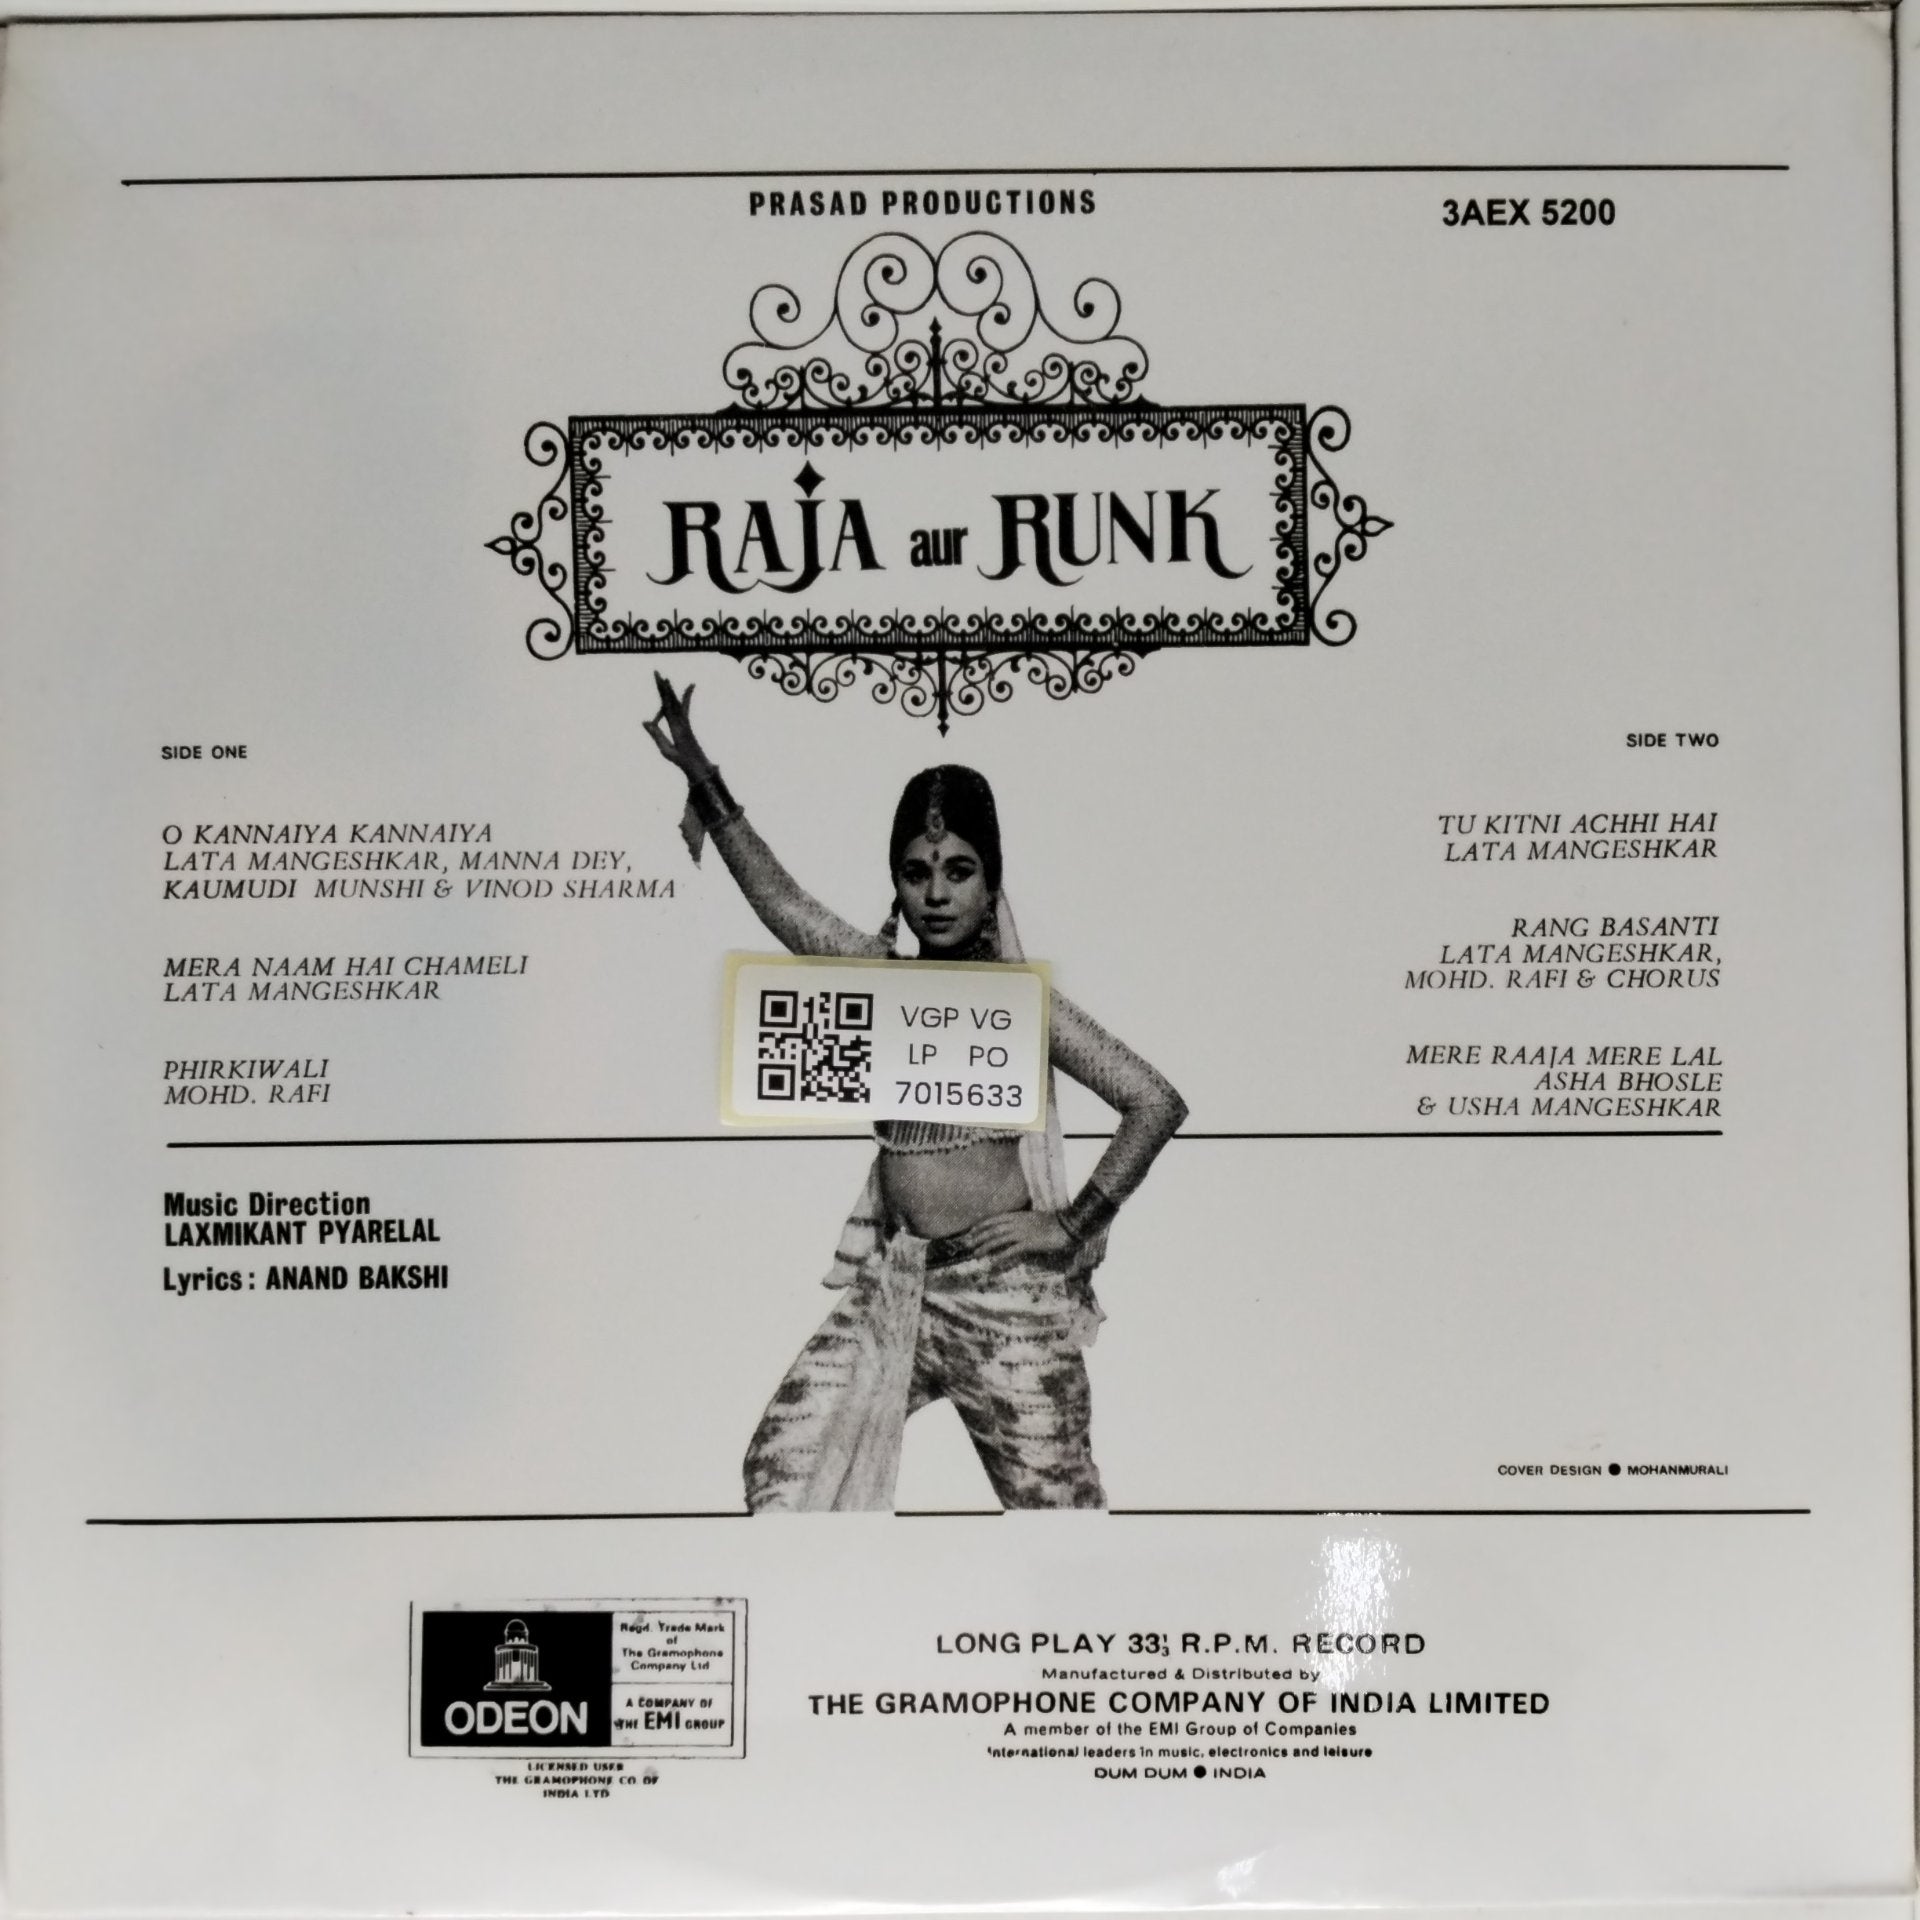 PRASAD PRODUCTIONS
3AEX 5200
RAJA aur RUNK
SIDE ONE
O KANNAIYA KANNAIYA
LATA MANGESHKAR, MANNA DEY,
KAUMUDI MUNSHI & VINOD SHARMA
MERA NAAM HAI CHAMELI
LATA MANGESHKAR
PHIRKIWALI
MOHD. RAFI
SIDE TWO
TU KITNI ACHHI HAI
LATA MANGESHKAR
RANG BASANTI
LATA MANGESHKAR,
MOHD. RAFI & CHORUS
MERE RAAJA MERE LAL
ASHA BHOSLE
& USHA MANGESHKAR
VGP VG
LP PO
7015633
Music Direction
LAXMIKANT PYARELAL
Lyrics: ANAND BAKSHI
COVER DESIGN ● MOHANMURALI
ODEON
Regd. Trade Mark
of
The Gramophone
Company Ltd
A COMPANY OF
THE EMI GROUP
LICENSED USER
THE GRAMOPHONE CO. OF
INDIA LTD
LONG PLAY 33⅓ R.P.M. RECORD
Manufactured & Distributed by
THE GRAMOPHONE COMPANY OF INDIA LIMITED
A member of the EMI Group of Companies
International leaders in music, electronics and leisure
DUM DUM ● INDIA